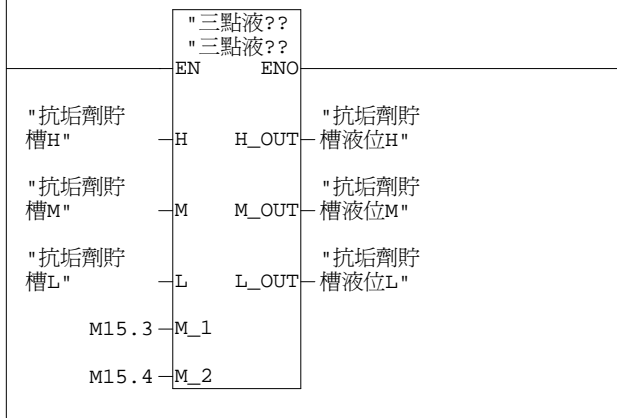 "三點液??
"三點液??
EN ENO
"抗垢劑貯
槽H"
H H_OUT
"抗垢劑貯
槽液位H"
"抗垢劑貯
槽M"
M M_OUT
"抗垢劑貯
槽液位M"
"抗垢劑貯
槽L"
L L_OUT
"抗垢劑貯
槽液位L"
M15.3 M_1
M15.4 M_2